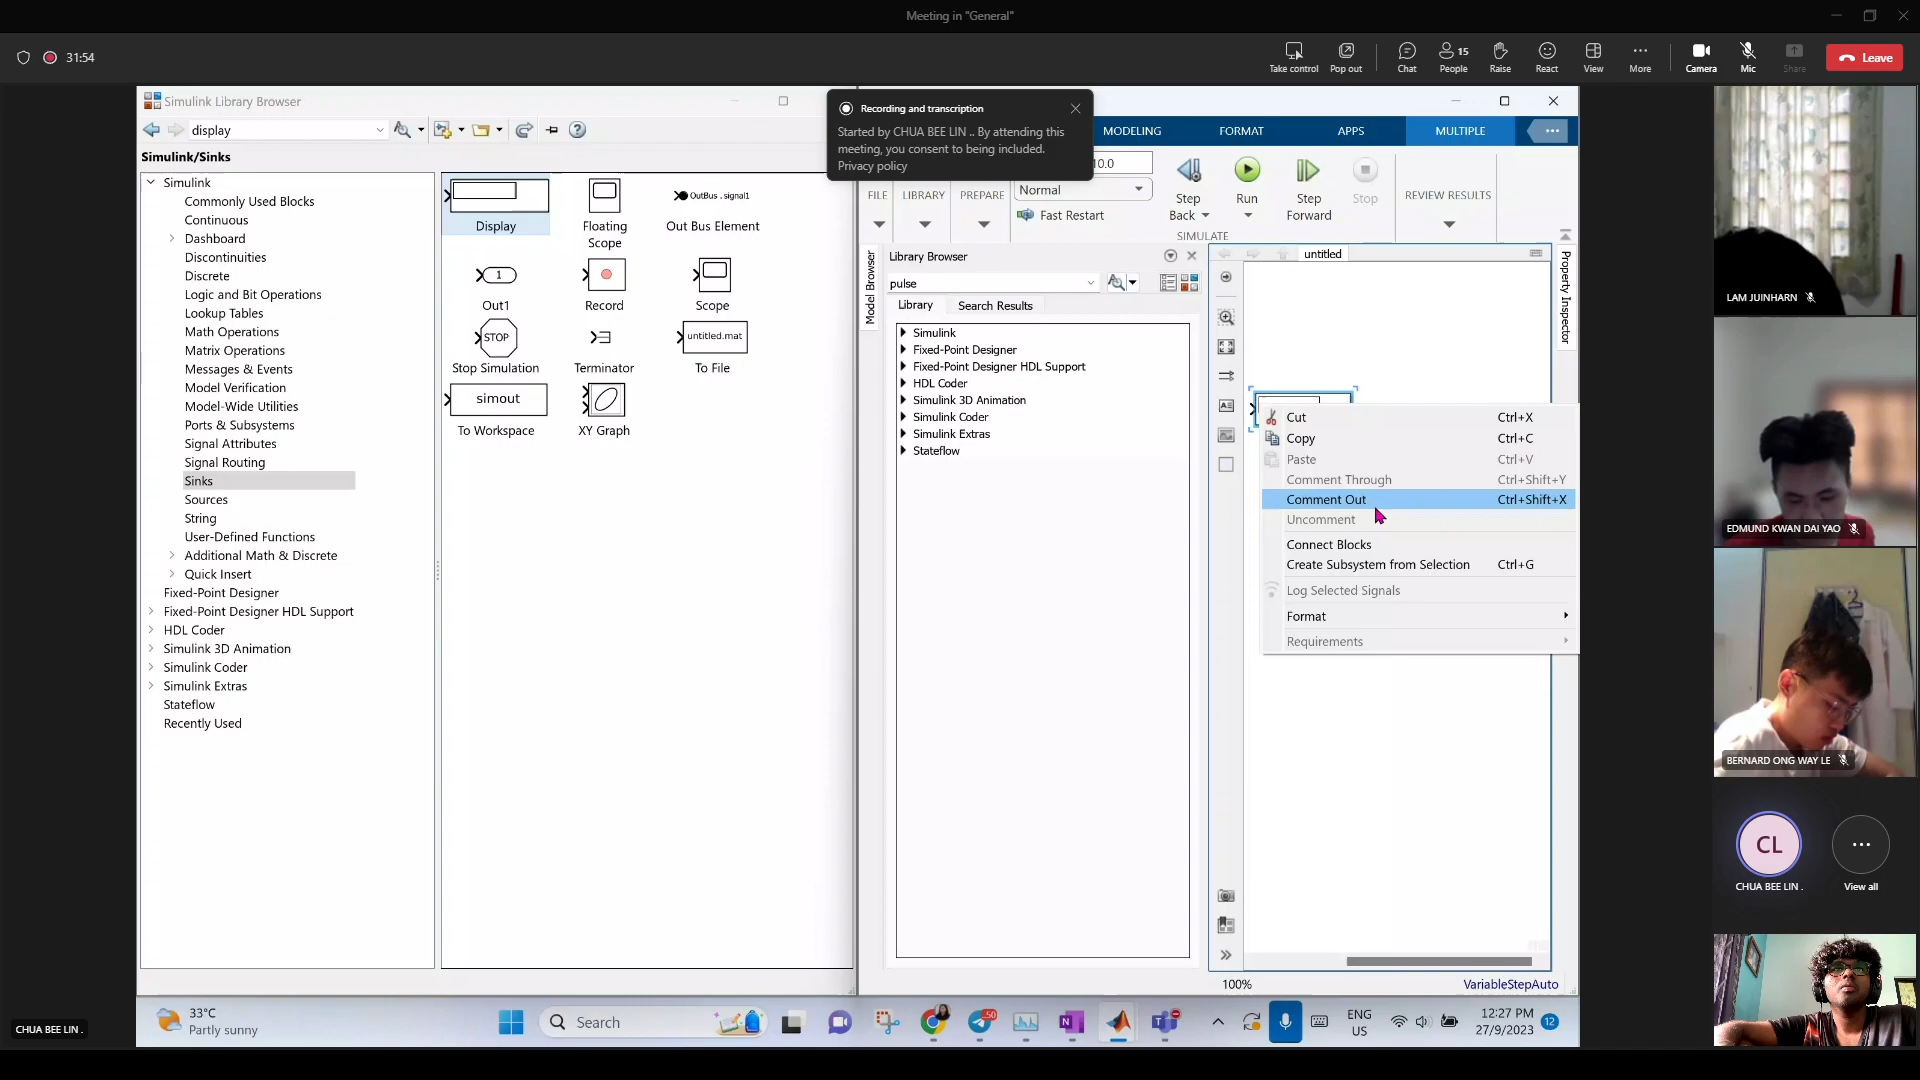 Meeting in "General"
31:54
Take control
Pop out
Chat
15
People
Raise
React
View
More
Camera
Mic
Share
Leave
Simulink Library Browser
display
Simulink/Sinks
Simulink
Commonly Used Blocks
Continuous
Dashboard
Discontinuities
Discrete
Logic and Bit Operations
Lookup Tables
Math Operations
Matrix Operations
Messages & Events
Model Verification
Model-Wide Utilities
Ports & Subsystems
Signal Attributes
Signal Routing
Sinks
Sources
String
User-Defined Functions
Additional Math & Discrete
Quick Insert
Fixed-Point Designer
Fixed-Point Designer HDL Support
HDL Coder
Simulink 3D Animation
Simulink Coder
Simulink Extras
Stateflow
Recently Used
Display
Floating
Scope
OutBus . signal1
Out Bus Element
1
Out1
Record
Scope
STOP
Stop Simulation
Terminator
untitled.mat
To File
simout
To Workspace
XY Graph
Recording and transcription
Started by CHUA BEE LIN .. By attending this
meeting, you consent to being included.
Privacy policy
MODELING
FORMAT
APPS
MULTIPLE
FILE
LIBRARY
PREPARE
10.0
Normal
Fast Restart
Step
Back
Run
Step
Forward
Stop
SIMULATE
REVIEW RESULTS
Model Browser
Library Browser
pulse
Library
Search Results
Simulink
Fixed-Point Designer
Fixed-Point Designer HDL Support
HDL Coder
Simulink 3D Animation
Simulink Coder
Simulink Extras
Stateflow
untitled
Property Inspector
Cut Ctrl+X
Copy Ctrl+C
Paste Ctrl+V
Comment Through Ctrl+Shift+Y
Comment Out Ctrl+Shift+X
Uncomment
Connect Blocks
Create Subsystem from Selection Ctrl+G
Log Selected Signals
Format
Requirements
100%
VariableStepAuto
LAM JUINHARN
EDMUND KWAN DAI YAO
BERNARD ONG WAY LE
CL
CHUA BEE LIN .
View all
CHUA BEE LIN .
33°C
Partly sunny
Search
50
ENG
US
12:27 PM
27/9/2023
12